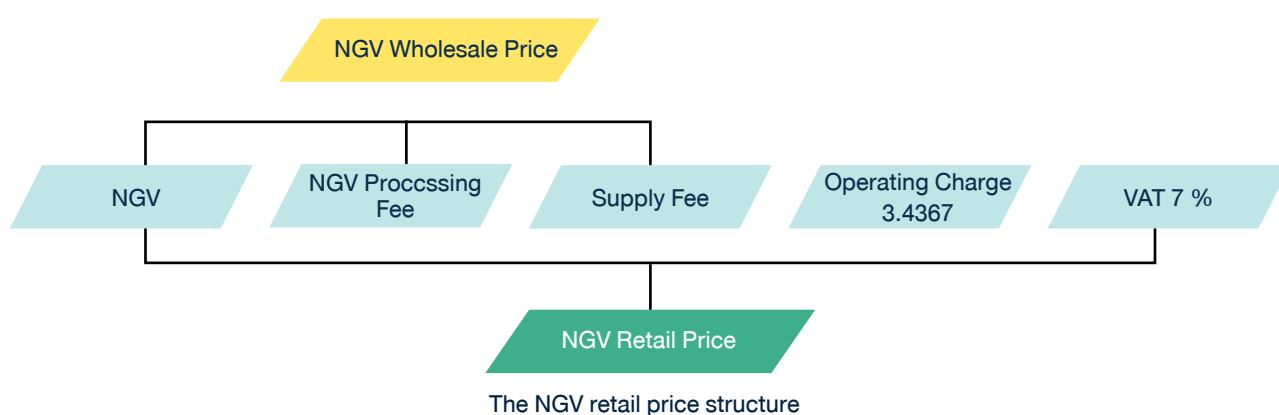 NGV Wholesale Price
NGV
NGV Proccssing
Fee
Supply Fee
Operating Charge
3.4367
VAT 7 %
NGV Retail Price
The NGV retail price structure